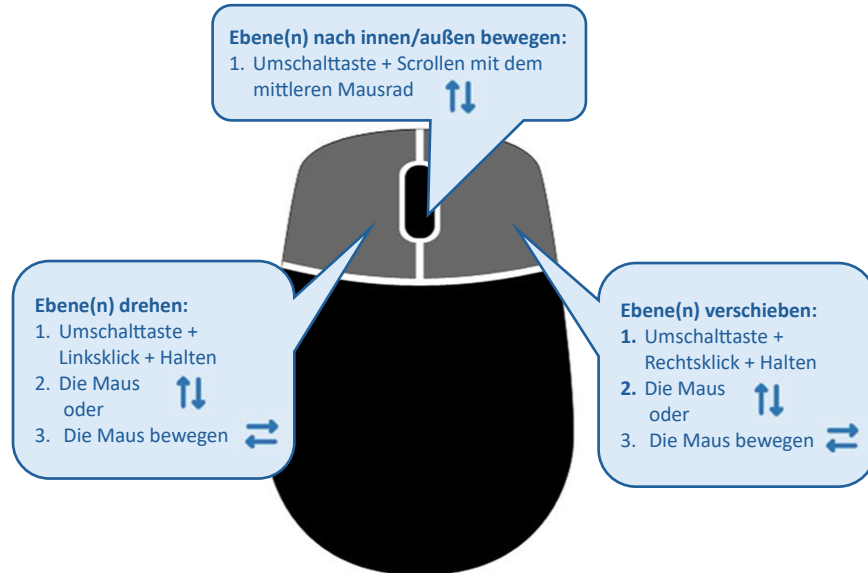 Ebene(n) nach innen/außen bewegen:
1. Umschalttaste + Scrollen mit dem
mittleren Mausrad
Ebene(n) drehen:
1. Umschalttaste +
Linksklick + Halten
2. Die Maus
oder
3. Die Maus bewegen
Ebene(n) verschieben:
1. Umschalttaste +
Rechtsklick + Halten
2. Die Maus
oder
3. Die Maus bewegen